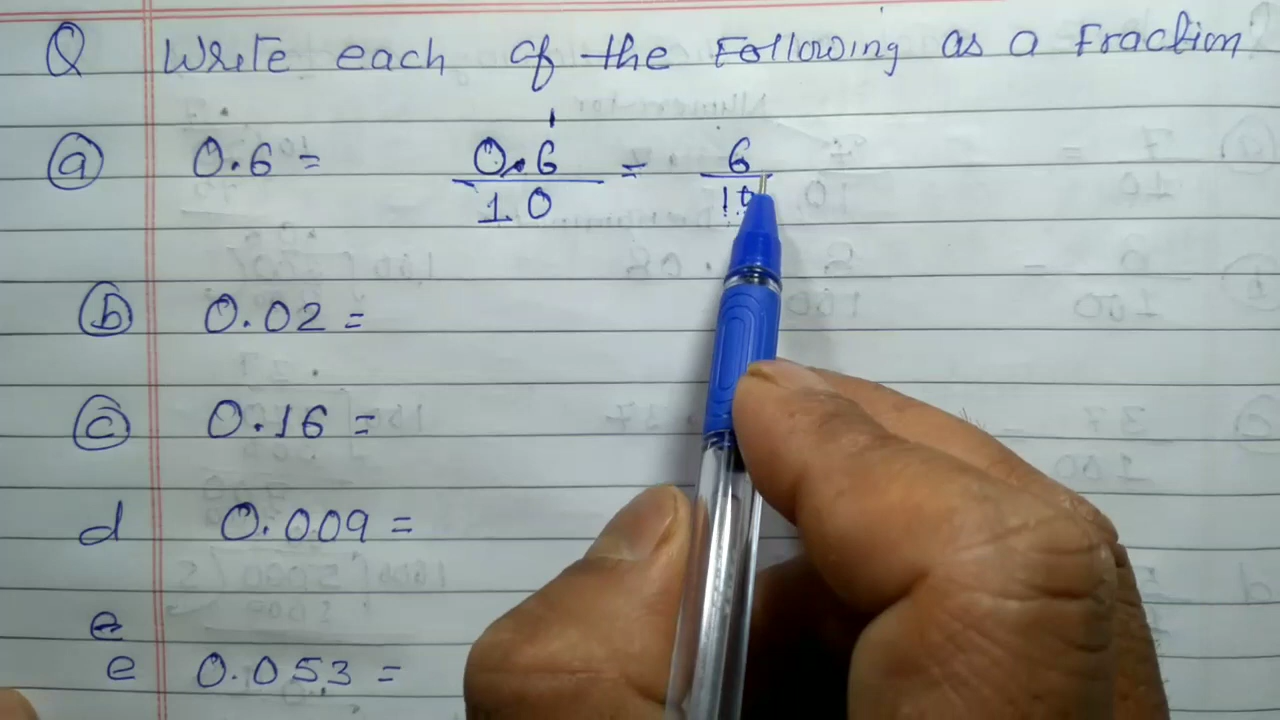 Q Write each of the Following as a Fraction
(a) 0.6 = 0.6/10 = 6/10
(b) 0.02 =
(c) 0.16 =
d 0.009 =
e
e 0.053 =